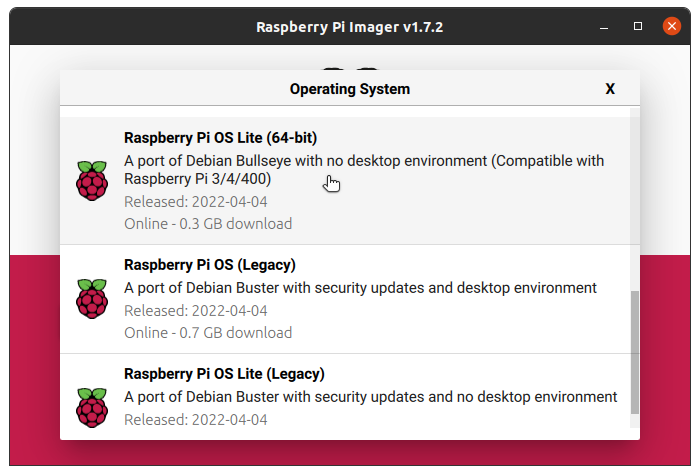 Raspberry Pi Imager v1.7.2
Operating System
X
Raspberry Pi OS Lite (64-bit)
A port of Debian Bullseye with no desktop environment (Compatible with
Raspberry Pi 3/4/400)
Released: 2022-04-04
Online - 0.3 GB download
Raspberry Pi OS (Legacy)
A port of Debian Buster with security updates and desktop environment
Released: 2022-04-04
Online - 0.7 GB download
Raspberry Pi OS Lite (Legacy)
A port of Debian Buster with security updates and no desktop environment
Released: 2022-04-04